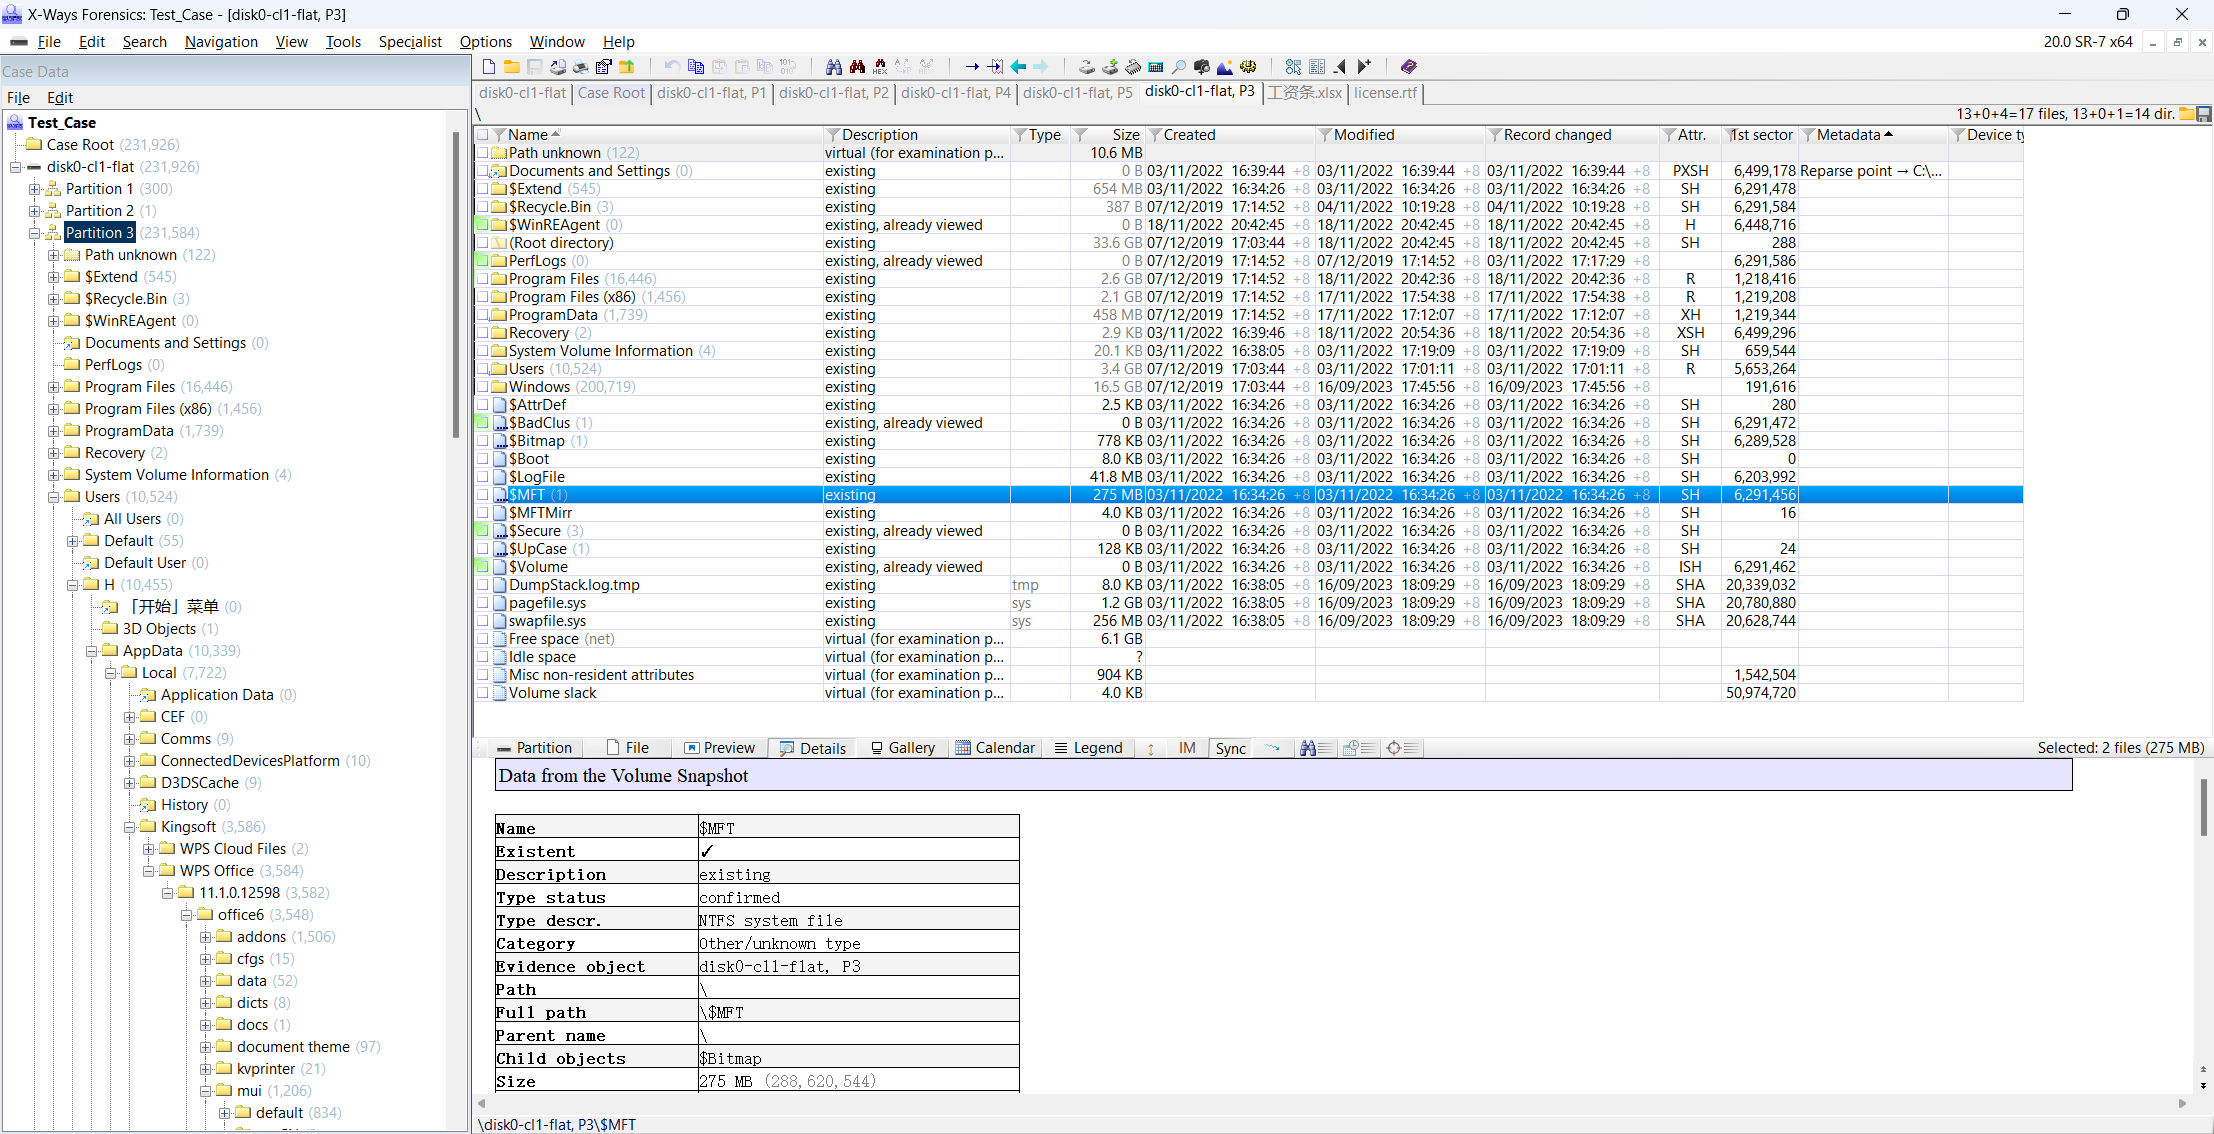 X-Ways Forensics: Test_Case - [disk0-cl1-flat, P3]
File Edit Search Navigation View Tools Specialist Options Window Help 20.0 SR-7 x64
Case Data
File Edit
Test_Case
Case Root (231,926)
disk0-cl1-flat (231,926)
Partition 1 (300)
Partition 2 (1)
Partition 3 (231,584)
Path unknown (122)
$Extend (545)
$Recycle.Bin (3)
$WinREAgent (0)
Documents and Settings (0)
PerfLogs (0)
Program Files (16,446)
Program Files (x86) (1,456)
ProgramData (1,739)
Recovery (2)
System Volume Information (4)
Users (10,524)
All Users (0)
Default (55)
Default User (0)
H (10,455)
「开始」菜单 (0)
3D Objects (1)
AppData (10,339)
Local (7,722)
Application Data (0)
CEF (0)
Comms (9)
ConnectedDevicesPlatform (10)
D3DSCache (9)
History (0)
Kingsoft (3,586)
WPS Cloud Files (2)
WPS Office (3,584)
11.1.0.12598 (3,582)
office6 (3,548)
addons (1,506)
cfgs (15)
data (52)
dicts (8)
docs (1)
document theme (97)
kvprinter (21)
mui (1,206)
default (834)
disk0-cl1-flat Case Root disk0-cl1-flat, P1 disk0-cl1-flat, P2 disk0-cl1-flat, P4 disk0-cl1-flat, P5 disk0-cl1-flat, P3 工资条.xlsx license.rtf
\ 13+0+4=17 files, 13+0+1=14 dir.
Name Description Type Size Created Modified Record changed Attr. 1st sector Metadata Device ty
Path unknown (122) virtual (for examination p... 10.6 MB
Documents and Settings (0) existing 0 B 03/11/2022 16:39:44 +8 03/11/2022 16:39:44 +8 03/11/2022 16:39:44 +8 PXSH 6,499,178 Reparse point → C:\...
$Extend (545) existing 654 MB 03/11/2022 16:34:26 +8 03/11/2022 16:34:26 +8 03/11/2022 16:34:26 +8 SH 6,291,478
$Recycle.Bin (3) existing 387 B 07/12/2019 17:14:52 +8 04/11/2022 10:19:28 +8 04/11/2022 10:19:28 +8 SH 6,291,584
$WinREAgent (0) existing, already viewed 0 B 18/11/2022 20:42:45 +8 18/11/2022 20:42:45 +8 18/11/2022 20:42:45 +8 H 6,448,716
(Root directory) existing 33.6 GB 07/12/2019 17:03:44 +8 18/11/2022 20:42:45 +8 18/11/2022 20:42:45 +8 SH 288
PerfLogs (0) existing, already viewed 0 B 07/12/2019 17:14:52 +8 07/12/2019 17:14:52 +8 03/11/2022 17:17:29 +8 6,291,586
Program Files (16,446) existing 2.6 GB 07/12/2019 17:14:52 +8 18/11/2022 20:42:36 +8 18/11/2022 20:42:36 +8 R 1,218,416
Program Files (x86) (1,456) existing 2.1 GB 07/12/2019 17:14:52 +8 17/11/2022 17:54:38 +8 17/11/2022 17:54:38 +8 R 1,219,208
ProgramData (1,739) existing 458 MB 07/12/2019 17:14:52 +8 17/11/2022 17:12:07 +8 17/11/2022 17:12:07 +8 XH 1,219,344
Recovery (2) existing 2.9 KB 03/11/2022 16:39:46 +8 18/11/2022 20:54:36 +8 18/11/2022 20:54:36 +8 XSH 6,499,296
System Volume Information (4) existing 20.1 KB 03/11/2022 16:38:05 +8 03/11/2022 17:19:09 +8 03/11/2022 17:19:09 +8 SH 659,544
Users (10,524) existing 3.4 GB 07/12/2019 17:03:44 +8 03/11/2022 17:01:11 +8 03/11/2022 17:01:11 +8 R 5,653,264
Windows (200,719) existing 16.5 GB 07/12/2019 17:03:44 +8 16/09/2023 17:45:56 +8 16/09/2023 17:45:56 +8 191,616
$AttrDef existing 2.5 KB 03/11/2022 16:34:26 +8 03/11/2022 16:34:26 +8 03/11/2022 16:34:26 +8 SH 280
$BadClus (1) existing, already viewed 0 B 03/11/2022 16:34:26 +8 03/11/2022 16:34:26 +8 03/11/2022 16:34:26 +8 SH 6,291,472
$Bitmap (1) existing 778 KB 03/11/2022 16:34:26 +8 03/11/2022 16:34:26 +8 03/11/2022 16:34:26 +8 SH 6,289,528
$Boot existing 8.0 KB 03/11/2022 16:34:26 +8 03/11/2022 16:34:26 +8 03/11/2022 16:34:26 +8 SH 0
$LogFile existing 41.8 MB 03/11/2022 16:34:26 +8 03/11/2022 16:34:26 +8 03/11/2022 16:34:26 +8 SH 6,203,992
$MFT (1) existing 275 MB 03/11/2022 16:34:26 +8 03/11/2022 16:34:26 +8 03/11/2022 16:34:26 +8 SH 6,291,456
$MFTMirr existing 4.0 KB 03/11/2022 16:34:26 +8 03/11/2022 16:34:26 +8 03/11/2022 16:34:26 +8 SH 16
$Secure (3) existing, already viewed 0 B 03/11/2022 16:34:26 +8 03/11/2022 16:34:26 +8 03/11/2022 16:34:26 +8 SH
$UpCase (1) existing 128 KB 03/11/2022 16:34:26 +8 03/11/2022 16:34:26 +8 03/11/2022 16:34:26 +8 SH 24
$Volume existing, already viewed 0 B 03/11/2022 16:34:26 +8 03/11/2022 16:34:26 +8 03/11/2022 16:34:26 +8 ISH 6,291,462
DumpStack.log.tmp existing tmp 8.0 KB 03/11/2022 16:38:05 +8 16/09/2023 18:09:29 +8 16/09/2023 18:09:29 +8 SHA 20,339,032
pagefile.sys existing sys 1.2 GB 03/11/2022 16:38:05 +8 16/09/2023 18:09:29 +8 16/09/2023 18:09:29 +8 SHA 20,780,880
swapfile.sys existing sys 256 MB 03/11/2022 16:38:05 +8 16/09/2023 18:09:29 +8 16/09/2023 18:09:29 +8 SHA 20,628,744
Free space (net) virtual (for examination p... 6.1 GB
Idle space virtual (for examination p... ?
Misc non-resident attributes virtual (for examination p... 904 KB 1,542,504
Volume slack virtual (for examination p... 4.0 KB 50,974,720
Partition File Preview Details Gallery Calendar Legend IM Sync Selected: 2 files (275 MB)
Data from the Volume Snapshot
Name $MFT
Existent ✓
Description existing
Type status confirmed
Type descr. NTFS system file
Category Other/unknown type
Evidence object disk0-cl1-flat, P3
Path \
Full path \$MFT
Parent name \
Child objects $Bitmap
Size 275 MB (288,620,544)
\disk0-cl1-flat, P3\$MFT